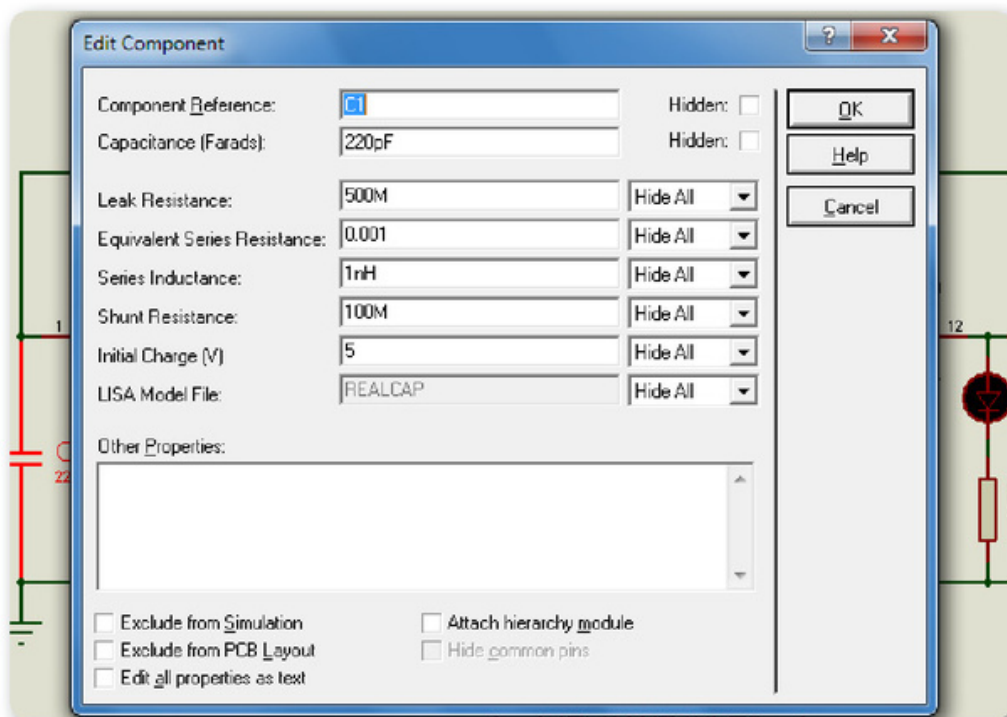 Edit Component
?
Component Reference: C1 Hidden: OK
Capacitance (Farads): 220pF Hidden:
Help
Leak Resistance: 500M Hide All Cancel
Equivalent Series Resistance: 0.001 Hide All
Series Inductance: 1nH Hide All
Shunt Resistance: 100M Hide All
1 12
Initial Charge (V) 5 Hide All
LISA Model File: REALCAP Hide All
Other Properties:
Exclude from Simulation Attach hierarchy module
Exclude from PCB Layout Hide common pins
Edit all properties as text